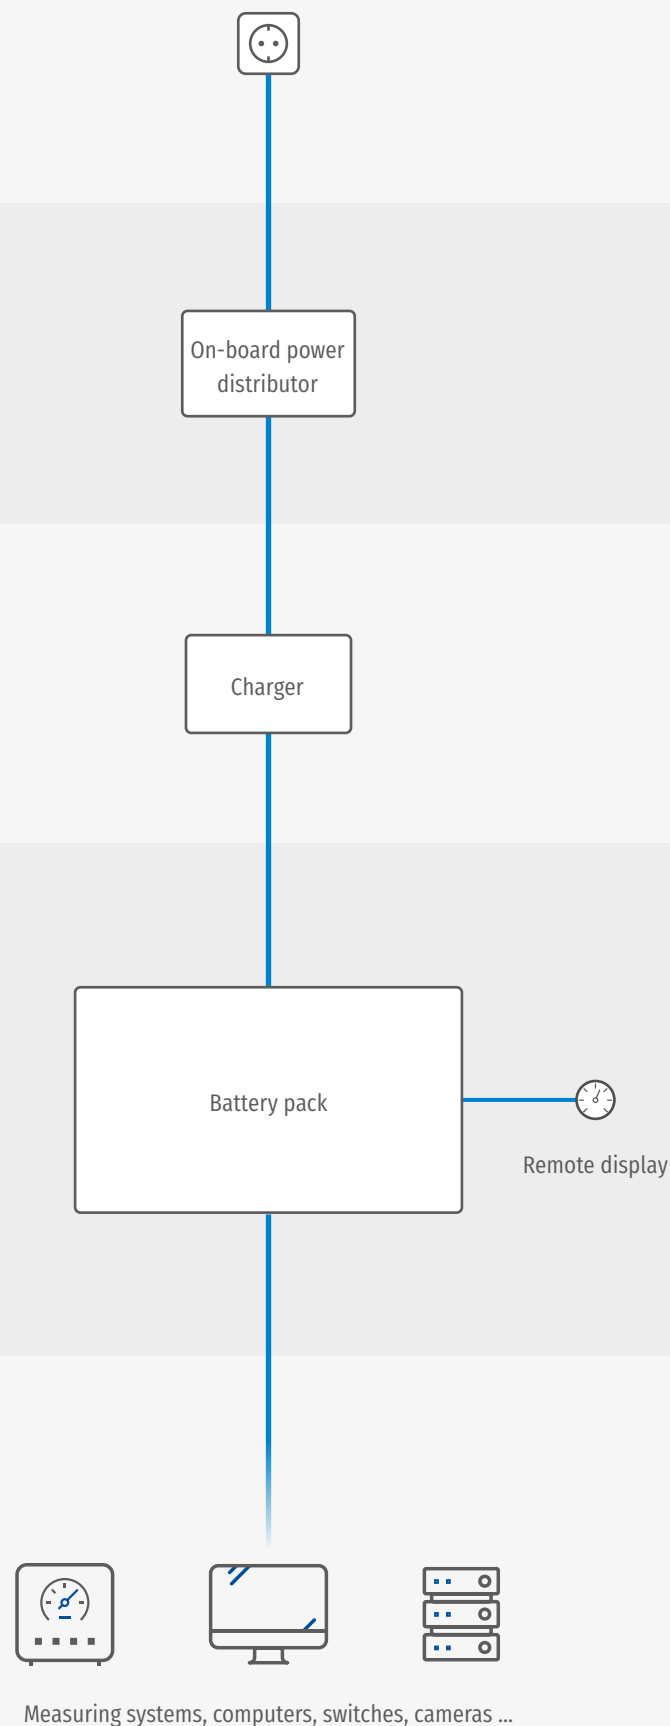 On-board power
distributor
Charger
Battery pack
Remote display
Measuring systems, computers, switches, cameras ...